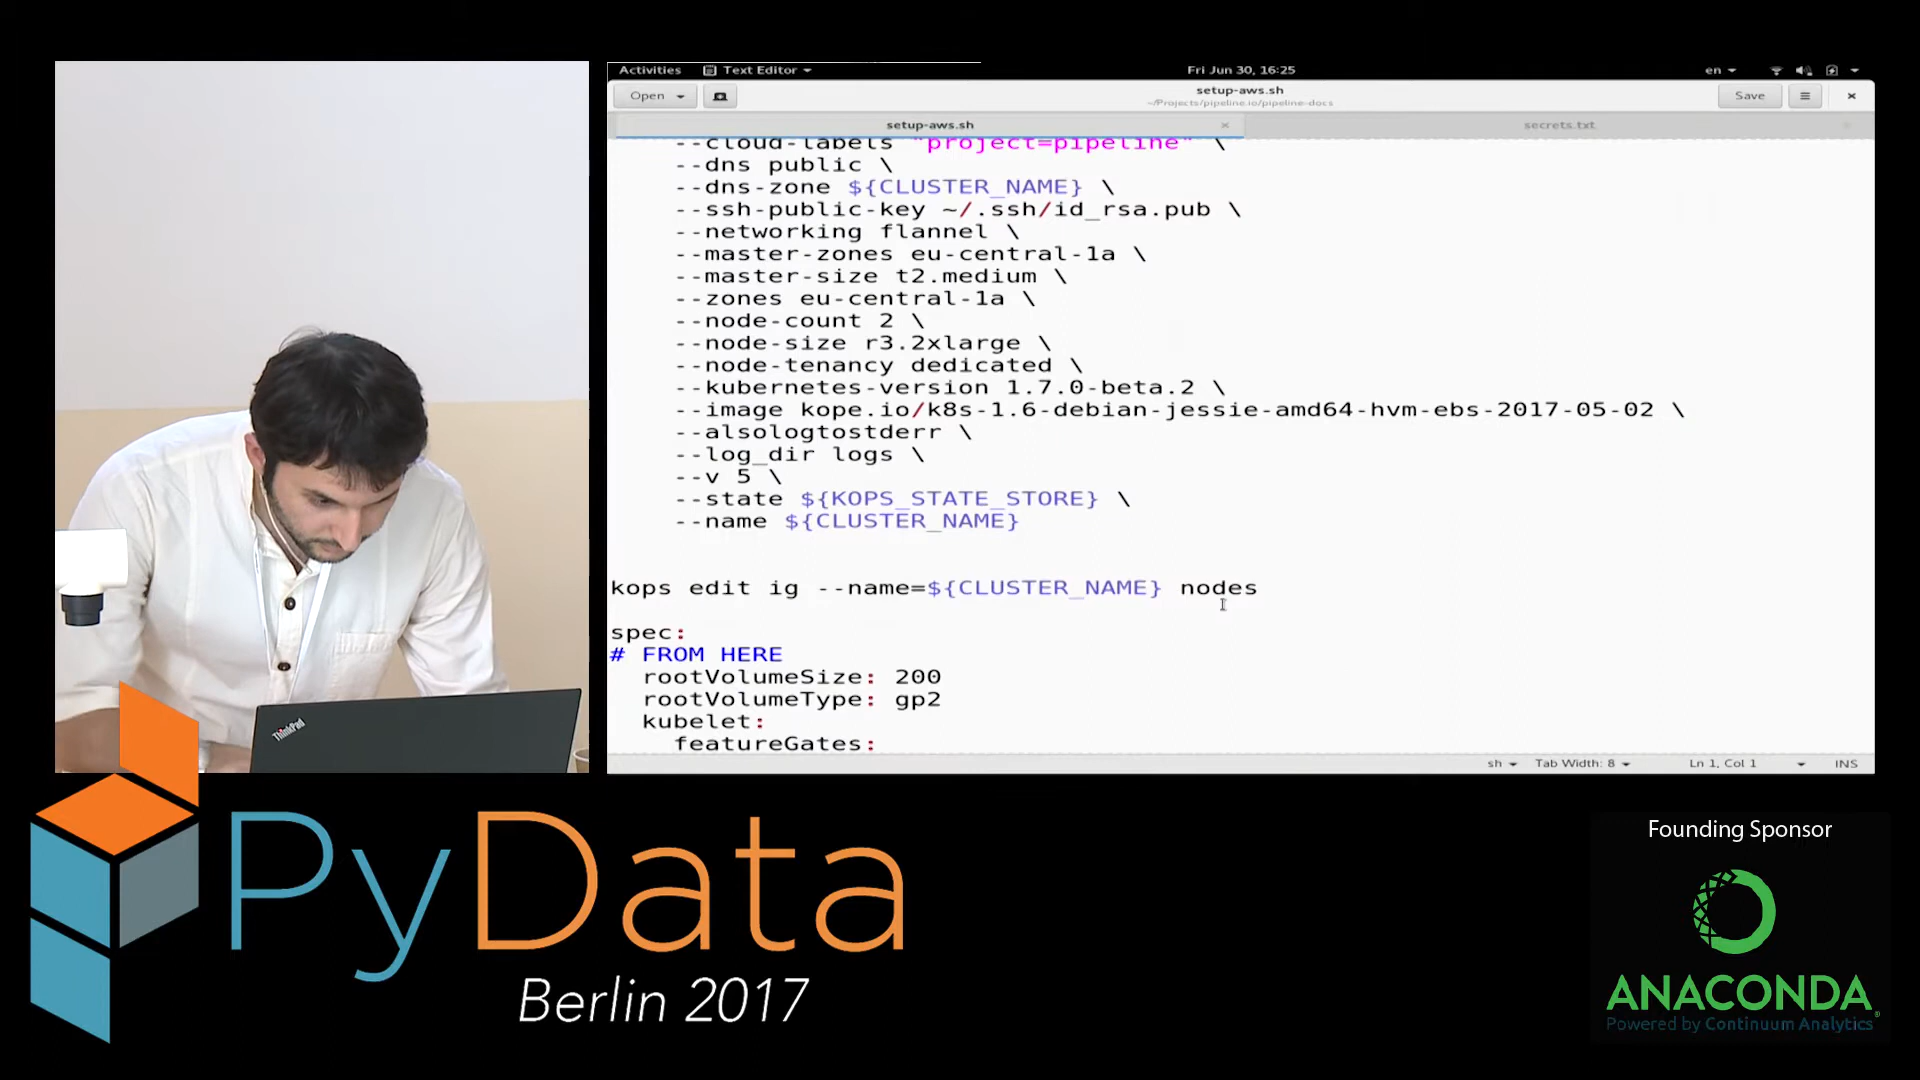 Activities Text Editor Fri Jun 30, 16:25 en
Open setup-aws.sh Save
~/Projects/pipeline.io/pipeline-docs
setup-aws.sh secrets.txt
--cloud-labels "project=pipeline" \
--dns public \
--dns-zone ${CLUSTER_NAME} \
--ssh-public-key ~/.ssh/id_rsa.pub \
--networking flannel \
--master-zones eu-central-1a \
--master-size t2.medium \
--zones eu-central-1a \
--node-count 2 \
--node-size r3.2xlarge \
--node-tenancy dedicated \
--kubernetes-version 1.7.0-beta.2 \
--image kope.io/k8s-1.6-debian-jessie-amd64-hvm-ebs-2017-05-02 \
--alsologtostderr \
--log_dir logs \
--v 5 \
--state ${KOPS_STATE_STORE} \
--name ${CLUSTER_NAME}
kops edit ig --name=${CLUSTER_NAME} nodes
spec:
# FROM HERE
rootVolumeSize: 200
rootVolumeType: gp2
kubelet:
featureGates:
sh Tab Width: 8 Ln 1, Col 1 INS
ThinkPad
PyData
Berlin 2017
Founding Sponsor
ANACONDA
Powered by Continuum Analytics